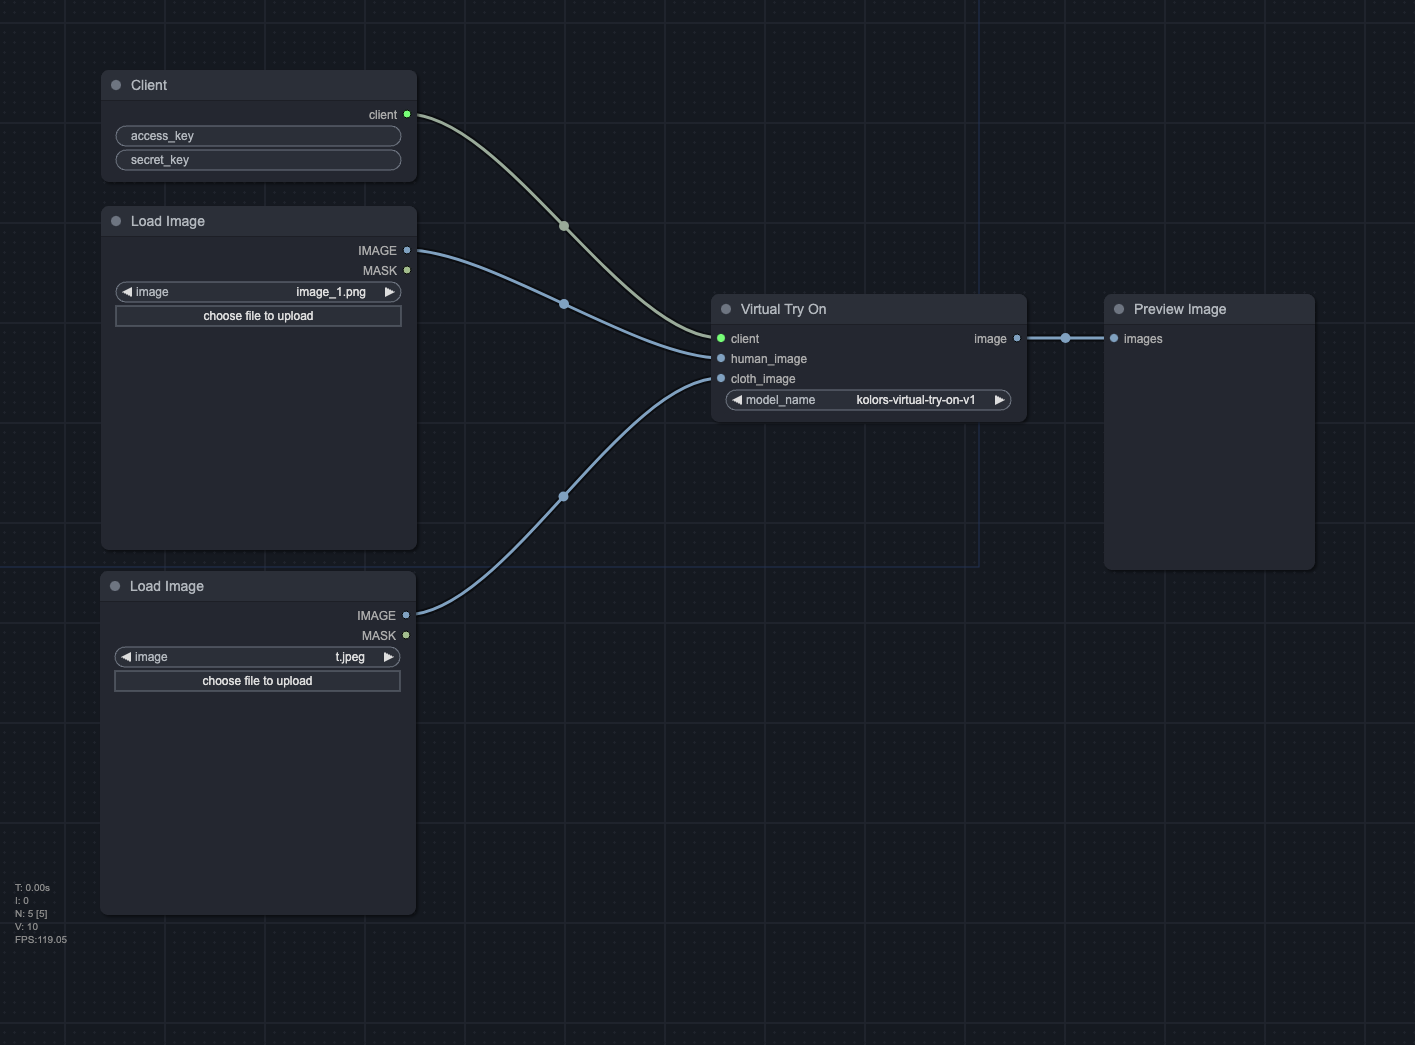 Client
client
access_key
secret_key
Load Image
IMAGE
MASK
image image_1.png
choose file to upload
Load Image
IMAGE
MASK
image t.jpeg
choose file to upload
Virtual Try On
client image
human_image
cloth_image
model_name kolors-virtual-try-on-v1
Preview Image
images
T: 0.00s
I: 0
N: 5 [5]
V: 10
FPS:119.05